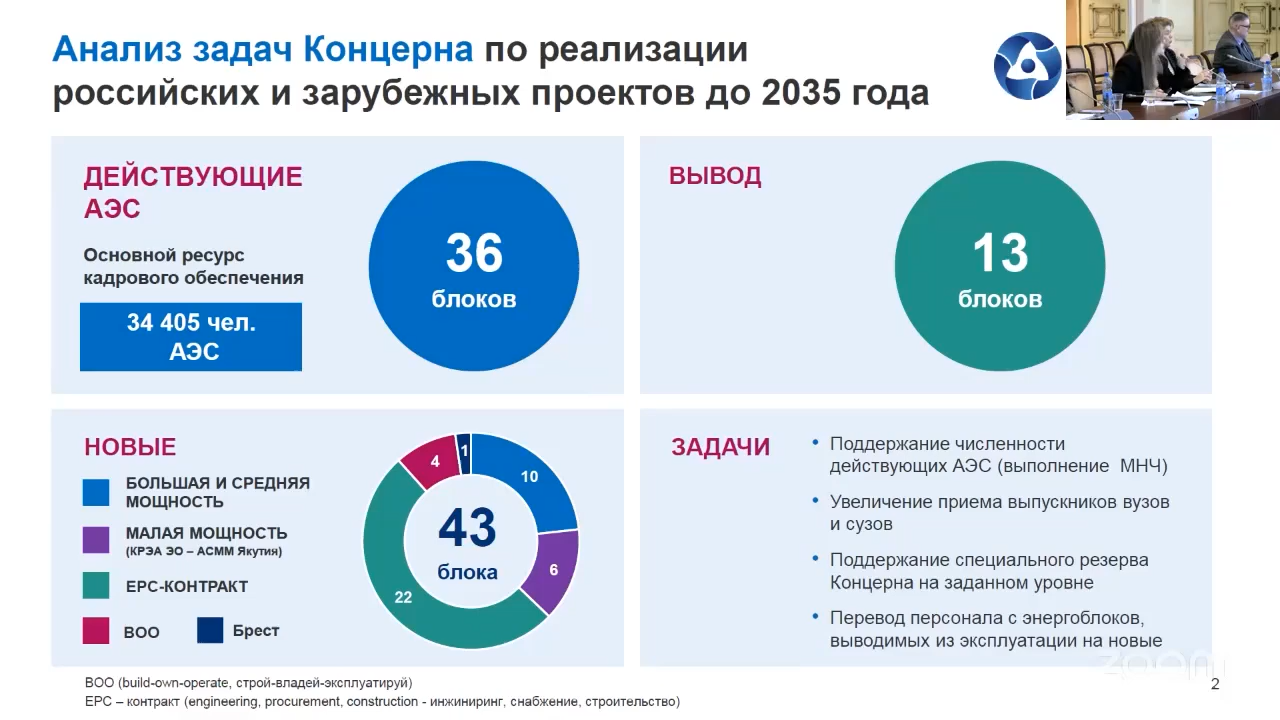 Анализ задач Концерна по реализации
российских и зарубежных проектов до 2035 года
ДЕЙСТВУЮЩИЕ
АЭС
Основной ресурс
кадрового обеспечения
34 405 чел.
АЭС
36
блоков
ВЫВОД
13
блоков
НОВЫЕ
БОЛЬШАЯ И СРЕДНЯЯ
МОЩНОСТЬ
МАЛАЯ МОЩНОСТЬ
(КРЭА ЭО – АСММ Якутия)
ЕРС-КОНТРАКТ
ВОО
Брест
1
4
10
43
блока
6
22
ЗАДАЧИ
• Поддержание численности
действующих АЭС (выполнение МНЧ)
• Увеличение приема выпускников вузов
и сузов
• Поддержание специального резерва
Концерна на заданном уровне
• Перевод персонала с энергоблоков,
выводимых из эксплуатации на новые
zoom
ВОО (build-own-operate, строй-владей-эксплуатируй)
ЕРС – контракт (engineering, procurement, construction - инжиниринг, снабжение, строительство)
2